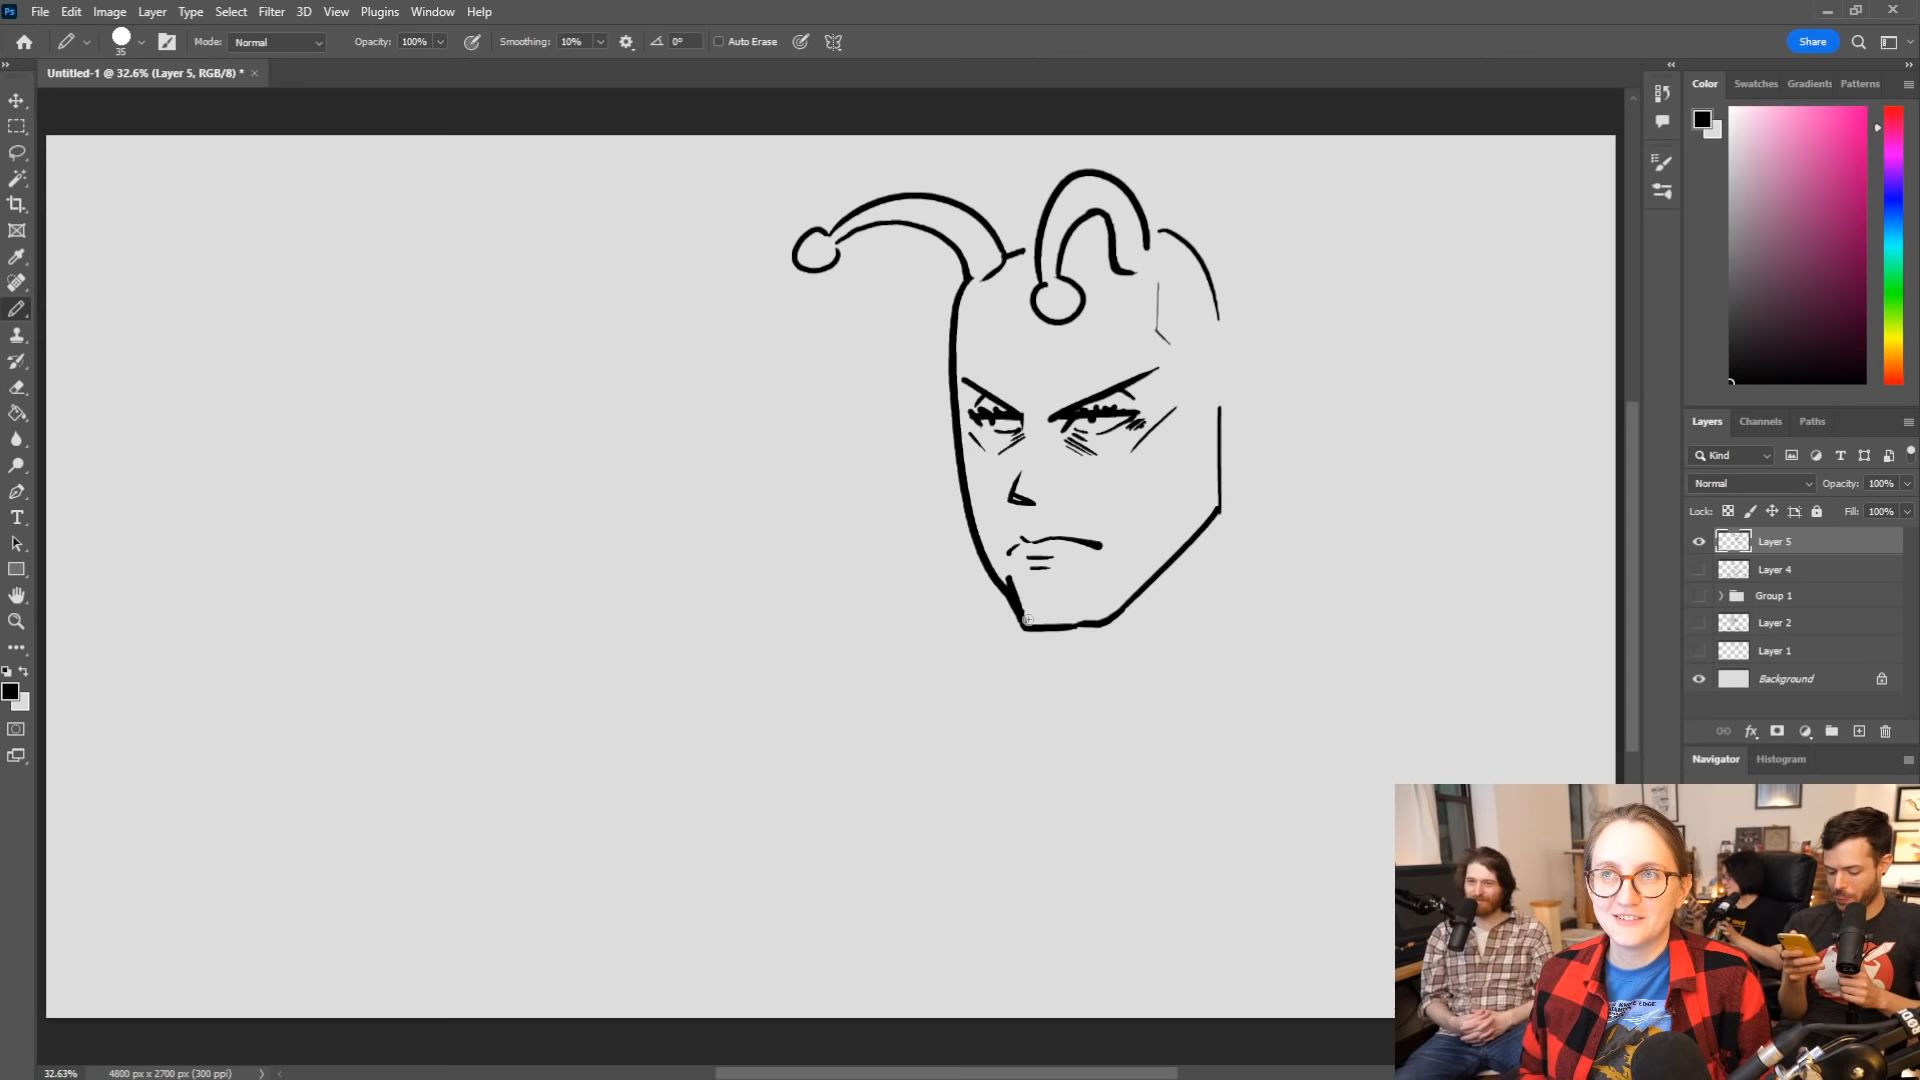 Ps File Edit Image Layer Type Select Filter 3D View Plugins Window Help
35 Mode: Normal Opacity: 100% Smoothing: 10% 0° Auto Erase Share
Untitled-1 @ 32.6% (Layer 5, RGB/8) *
Color Swatches Gradients Patterns
Layers Channels Paths
Kind
Normal Opacity: 100%
Lock: Fill: 100%
Layer 5
Layer 4
Group 1
Layer 2
Layer 1
Background
fx
Navigator Histogram
32.63% 4800 px x 2700 px (300 ppi)